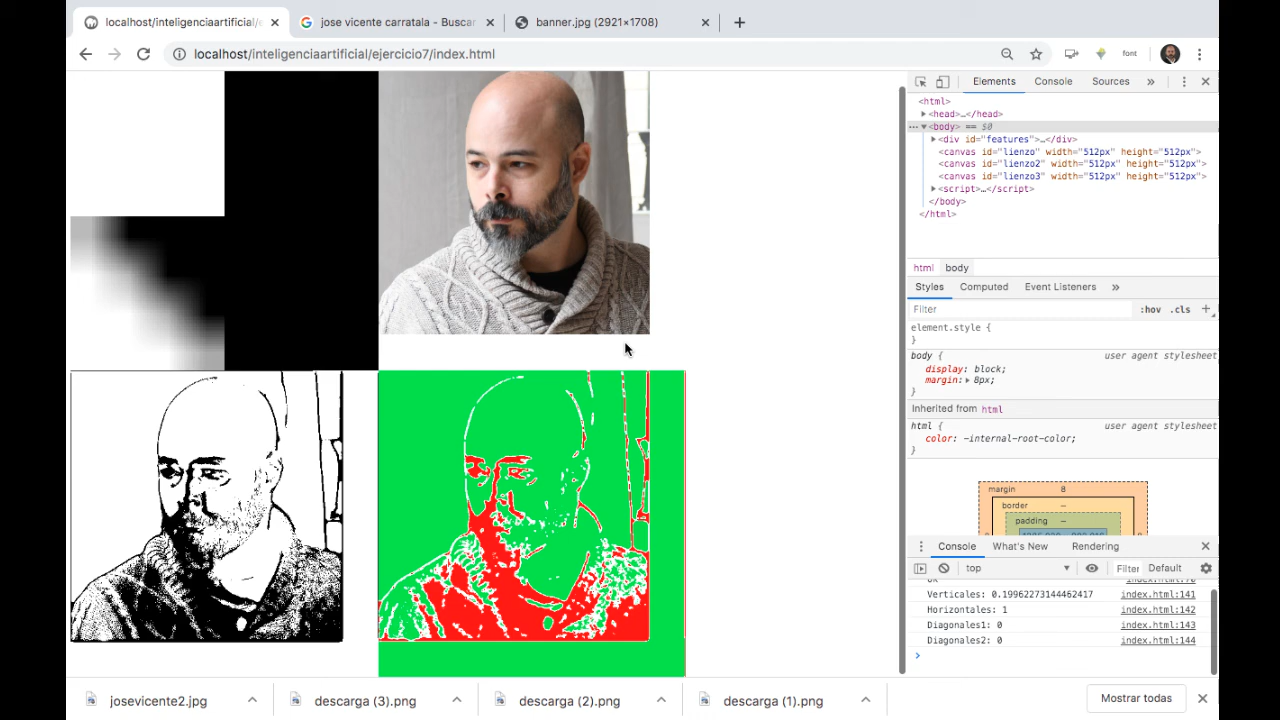 localhost/inteligenciaartificial/e
jose vicente carratala - Buscar
banner.jpg (2921×1708)
localhost/inteligenciaartificial/ejercicio7/index.html
font
Elements Console Sources »
<html>
<head>…</head>
<body> == $0
<div id="features">…</div>
<canvas id="lienzo" width="512px" height="512px">
<canvas id="lienzo2" width="512px" height="512px">
<canvas id="lienzo3" width="512px" height="512px">
<script>…</script>
</body>
</html>
html body
Styles Computed Event Listeners »
Filter :hov .cls +
element.style {
}
body { user agent stylesheet
display: block;
margin: 8px;
}
Inherited from html
html { user agent stylesheet
color: -internal-root-color;
}
margin 8
border –
padding –
Console What's New Rendering
top Filter Default
Verticales: 0.19962273144462417 index.html:141
Horizontales: 1 index.html:142
Diagonales1: 0 index.html:143
Diagonales2: 0 index.html:144
josevicente2.jpg descarga (3).png descarga (2).png descarga (1).png Mostrar todas